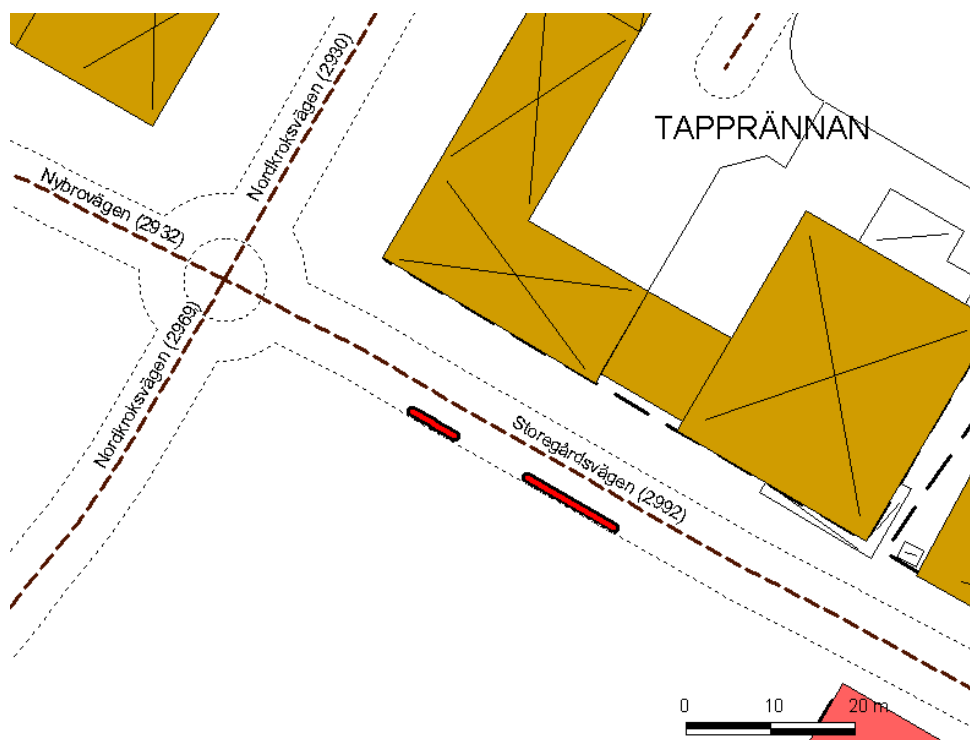 Nordkroksvägen (2930)
TAPPRÄNNAN
Nybrovägen (2932)
Nordkroksvägen (2969)
Storegårdsvägen (2992)
0 10 20 m